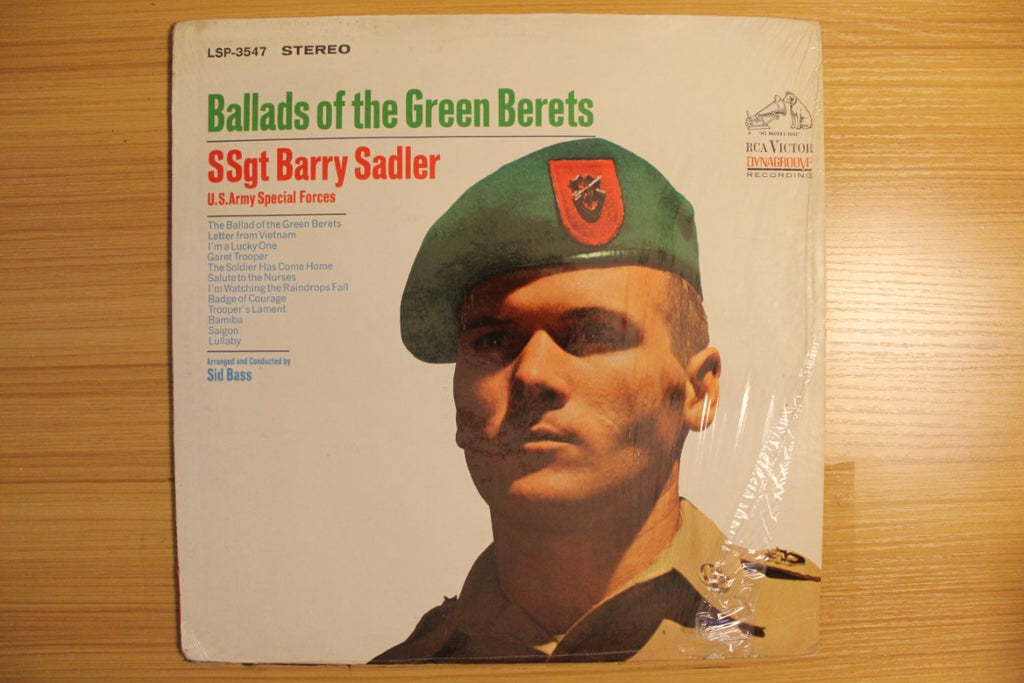 LSP-3547 STEREO
Ballads of the Green Berets
SSgt Barry Sadler
U.S.Army Special Forces
The Ballad of the Green Berets
Letter from Vietnam
I'm a Lucky One
Garet Trooper
The Soldier Has Come Home
Salute to the Nurses
I'm Watching the Raindrops Fall
Badge of Courage
Trooper's Lament
Bamiba
Saigon
Lullaby
Arranged and Conducted by
Sid Bass
"HIS MASTER'S VOICE"
RCA VICTOR
DYNAGROOVE
RECORDING